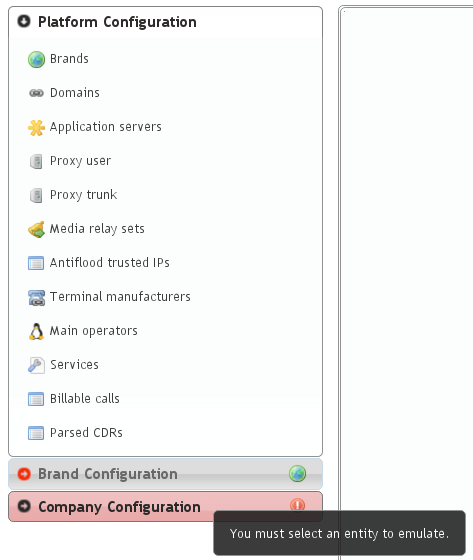 Platform Configuration
Brands
Domains
Application servers
Proxy user
Proxy trunk
Media relay sets
Antiflood trusted IPs
Terminal manufacturers
Main operators
Services
Billable calls
Parsed CDRs
Brand Configuration
Company Configuration
You must select an entity to emulate.